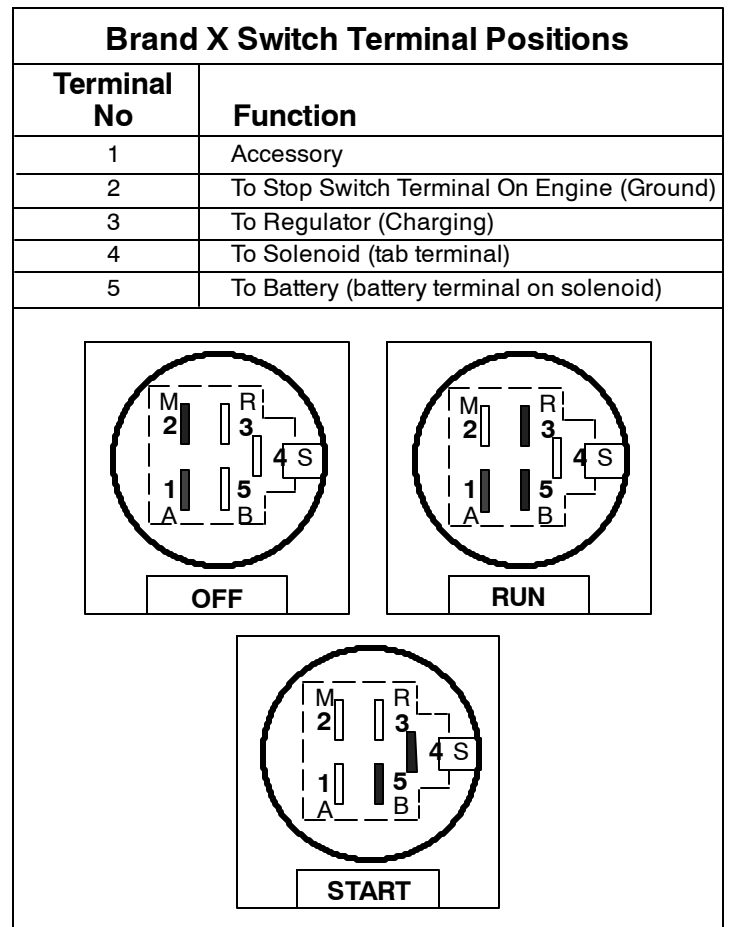 Brand X Switch Terminal Positions
Terminal No Function
1 Accessory
2 To Stop Switch Terminal On Engine (Ground)
3 To Regulator (Charging)
4 To Solenoid (tab terminal)
5 To Battery (battery terminal on solenoid)
M R
2 3
4 S
1 5
A B
OFF
M R
2 3
4 S
1 5
A B
RUN
M R
2 3
4 S
1 5
A B
START